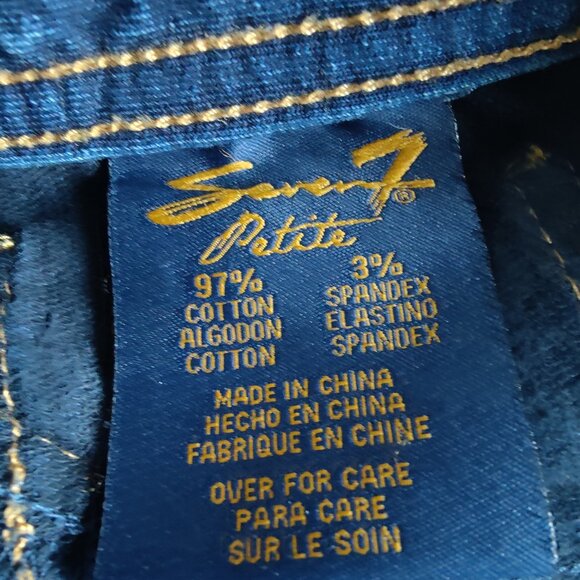 Seven7®
Petite
97% 3%
COTTON SPANDEX
ALGODON ELASTINO
COTTON SPANDEX
MADE IN CHINA
HECHO EN CHINA
FABRIQUE EN CHINE
OVER FOR CARE
PARA CARE
SUR LE SOIN